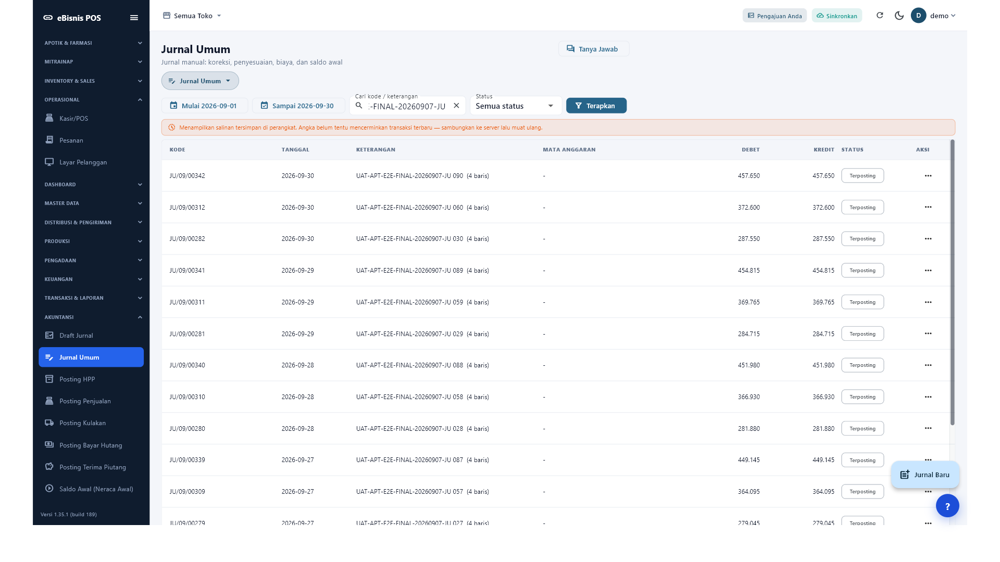 eBisnis POS
Semua Toko
Pengajuan Anda
Sinkronkan
D
demo
APOTIK & FARMASI
MITRAINAP
INVENTORY & SALES
OPERASIONAL
Kasir/POS
Pesanan
Layar Pelanggan
DASHBOARD
MASTER DATA
DISTRIBUSI & PENGIRIMAN
PRODUKSI
PENGADAAN
KEUANGAN
TRANSAKSI & LAPORAN
AKUNTANSI
Draft Jurnal
Jurnal Umum
Posting HPP
Posting Penjualan
Posting Kulakan
Posting Bayar Hutang
Posting Terima Piutang
Saldo Awal (Neraca Awal)
Versi 1.35.1 (build 189)
Jurnal Umum
Jurnal manual: koreksi, penyesuaian, biaya, dan saldo awal
Tanya Jawab
Jurnal Umum
Mulai 2026-09-01
Sampai 2026-09-30
Cari kode / keterangan
E-FINAL-20260907-JU
Status
Semua status
Terapkan
Menampilkan salinan tersimpan di perangkat. Angka belum tentu mencerminkan transaksi terbaru — sambungkan ke server lalu muat ulang.
KODE TANGGAL KETERANGAN MATA ANGGARAN DEBET KREDIT STATUS AKSI
JU/09/00342 2026-09-30 UAT-APT-E2E-FINAL-20260907-JU 090 (4 baris) - 457.650 457.650 Terposting
JU/09/00312 2026-09-30 UAT-APT-E2E-FINAL-20260907-JU 060 (4 baris) - 372.600 372.600 Terposting
JU/09/00282 2026-09-30 UAT-APT-E2E-FINAL-20260907-JU 030 (4 baris) - 287.550 287.550 Terposting
JU/09/00341 2026-09-29 UAT-APT-E2E-FINAL-20260907-JU 089 (4 baris) - 454.815 454.815 Terposting
JU/09/00311 2026-09-29 UAT-APT-E2E-FINAL-20260907-JU 059 (4 baris) - 369.765 369.765 Terposting
JU/09/00281 2026-09-29 UAT-APT-E2E-FINAL-20260907-JU 029 (4 baris) - 284.715 284.715 Terposting
JU/09/00340 2026-09-28 UAT-APT-E2E-FINAL-20260907-JU 088 (4 baris) - 451.980 451.980 Terposting
JU/09/00310 2026-09-28 UAT-APT-E2E-FINAL-20260907-JU 058 (4 baris) - 366.930 366.930 Terposting
JU/09/00280 2026-09-28 UAT-APT-E2E-FINAL-20260907-JU 028 (4 baris) - 281.880 281.880 Terposting
JU/09/00339 2026-09-27 UAT-APT-E2E-FINAL-20260907-JU 087 (4 baris) - 449.145 449.145 Terposting
JU/09/00309 2026-09-27 UAT-APT-E2E-FINAL-20260907-JU 057 (4 baris) - 364.095 364.095 Terposting
JU/09/00279 2026-09-27 UAT-APT-E2E-FINAL-20260907-JU 027 (4 baris) - 279.045 279.045 Terposting
Jurnal Baru
?